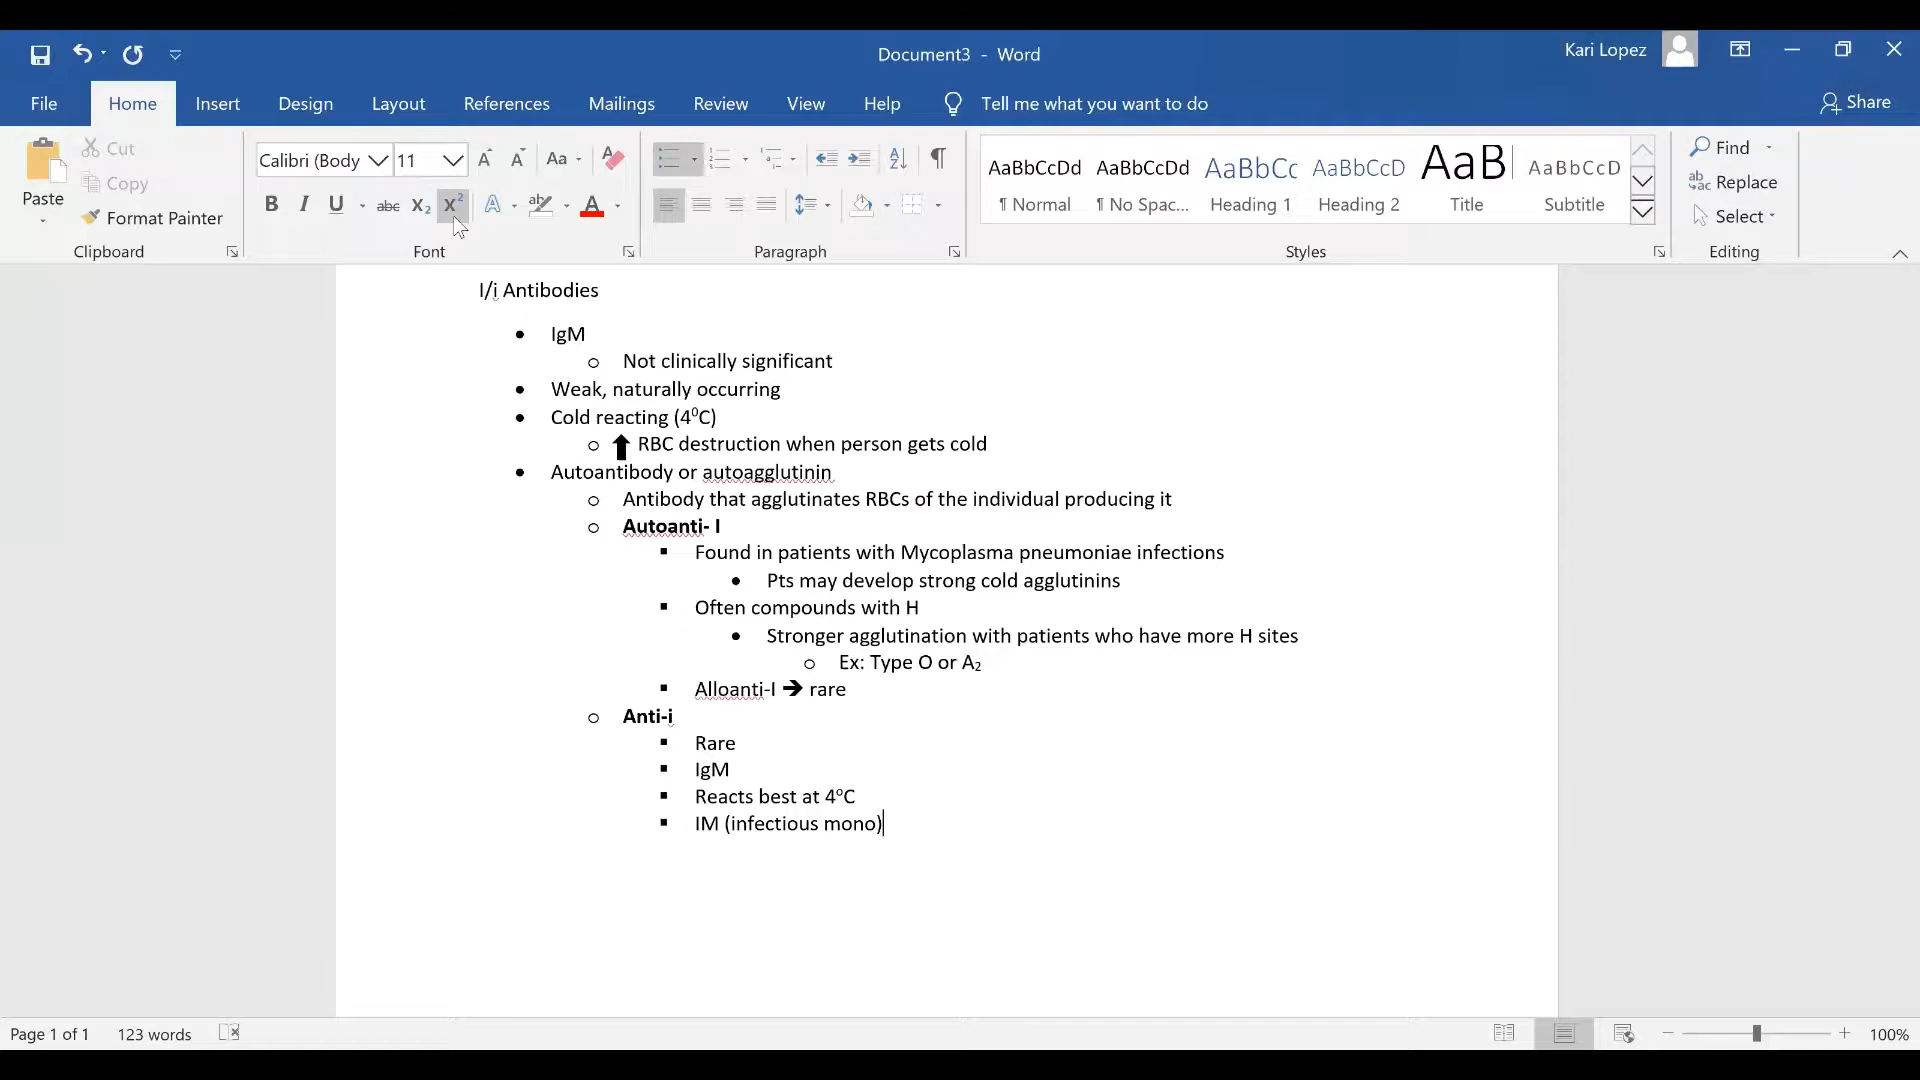 Document3 - Word
Kari Lopez
File Home Insert Design Layout References Mailings Review View Help Tell me what you want to do Share
Paste
Cut
Copy
Format Painter
Clipboard
Calibri (Body 11 Aa
B I U abc X₂ X² A
Font
Paragraph
AaBbCcDd AaBbCcDd AaBbCc AaBbCcD AaB AaBbCcD
¶ Normal ¶ No Spac... Heading 1 Heading 2 Title Subtitle
Styles
Find
Replace
Select
Editing
I/i Antibodies
• IgM
o Not clinically significant
• Weak, naturally occurring
• Cold reacting (4⁰C)
o ⬆ RBC destruction when person gets cold
• Autoantibody or autoagglutinin
o Antibody that agglutinates RBCs of the individual producing it
o Autoanti- I
▪ Found in patients with Mycoplasma pneumoniae infections
• Pts may develop strong cold agglutinins
▪ Often compounds with H
• Stronger agglutination with patients who have more H sites
o Ex: Type O or A₂
▪ Alloanti-I ➔ rare
o Anti-i
▪ Rare
▪ IgM
▪ Reacts best at 4ºC
▪ IM (infectious mono)
Page 1 of 1 123 words 100%